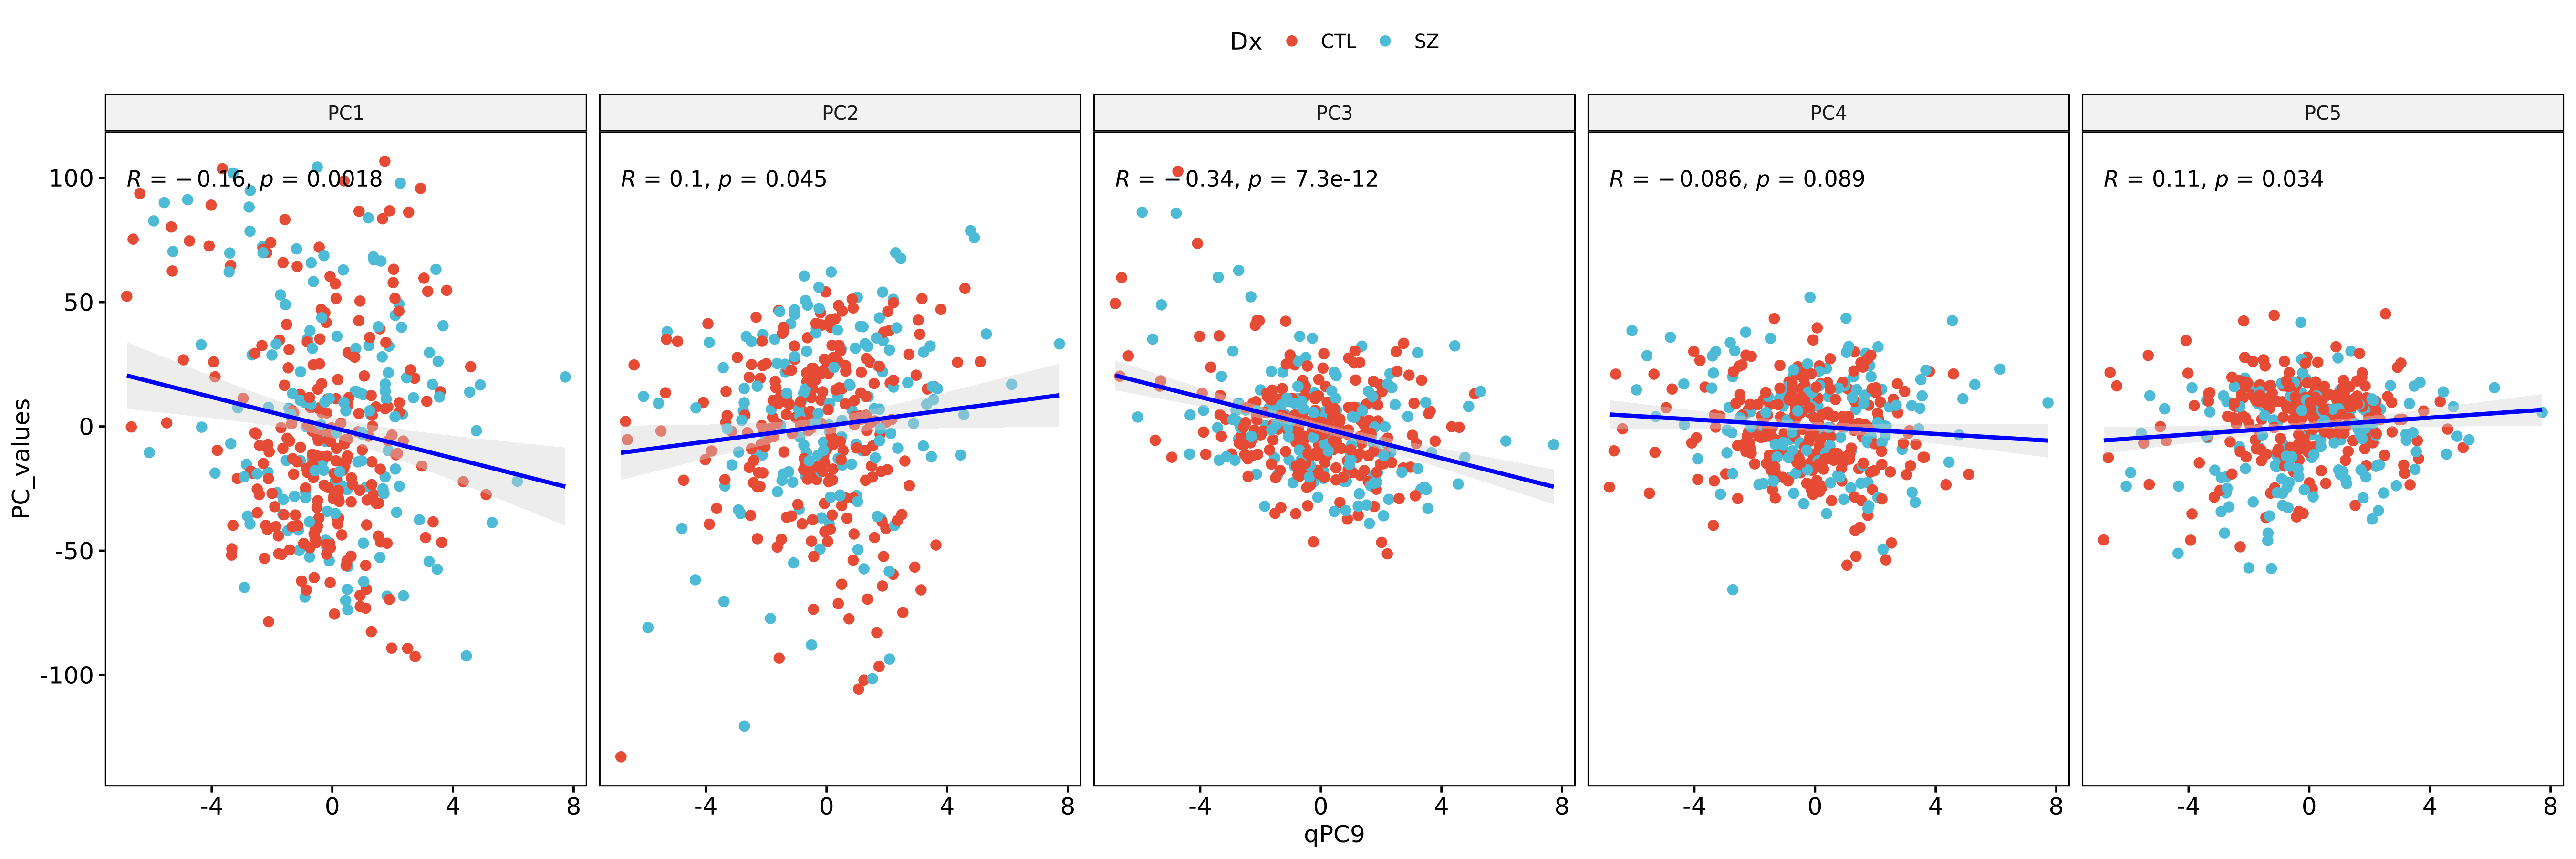 Dx CTL SZ
PC1 PC2 PC3 PC4 PC5
R = −0.16, p = 0.0018 R = 0.1, p = 0.045 R = −0.34, p = 7.3e-12 R = −0.086, p = 0.089 R = 0.11, p = 0.034
100
50
0
-50
-100
PC_values
-4 0 4 8 -4 0 4 8 -4 0 4 8 -4 0 4 8 -4 0 4 8
qPC9